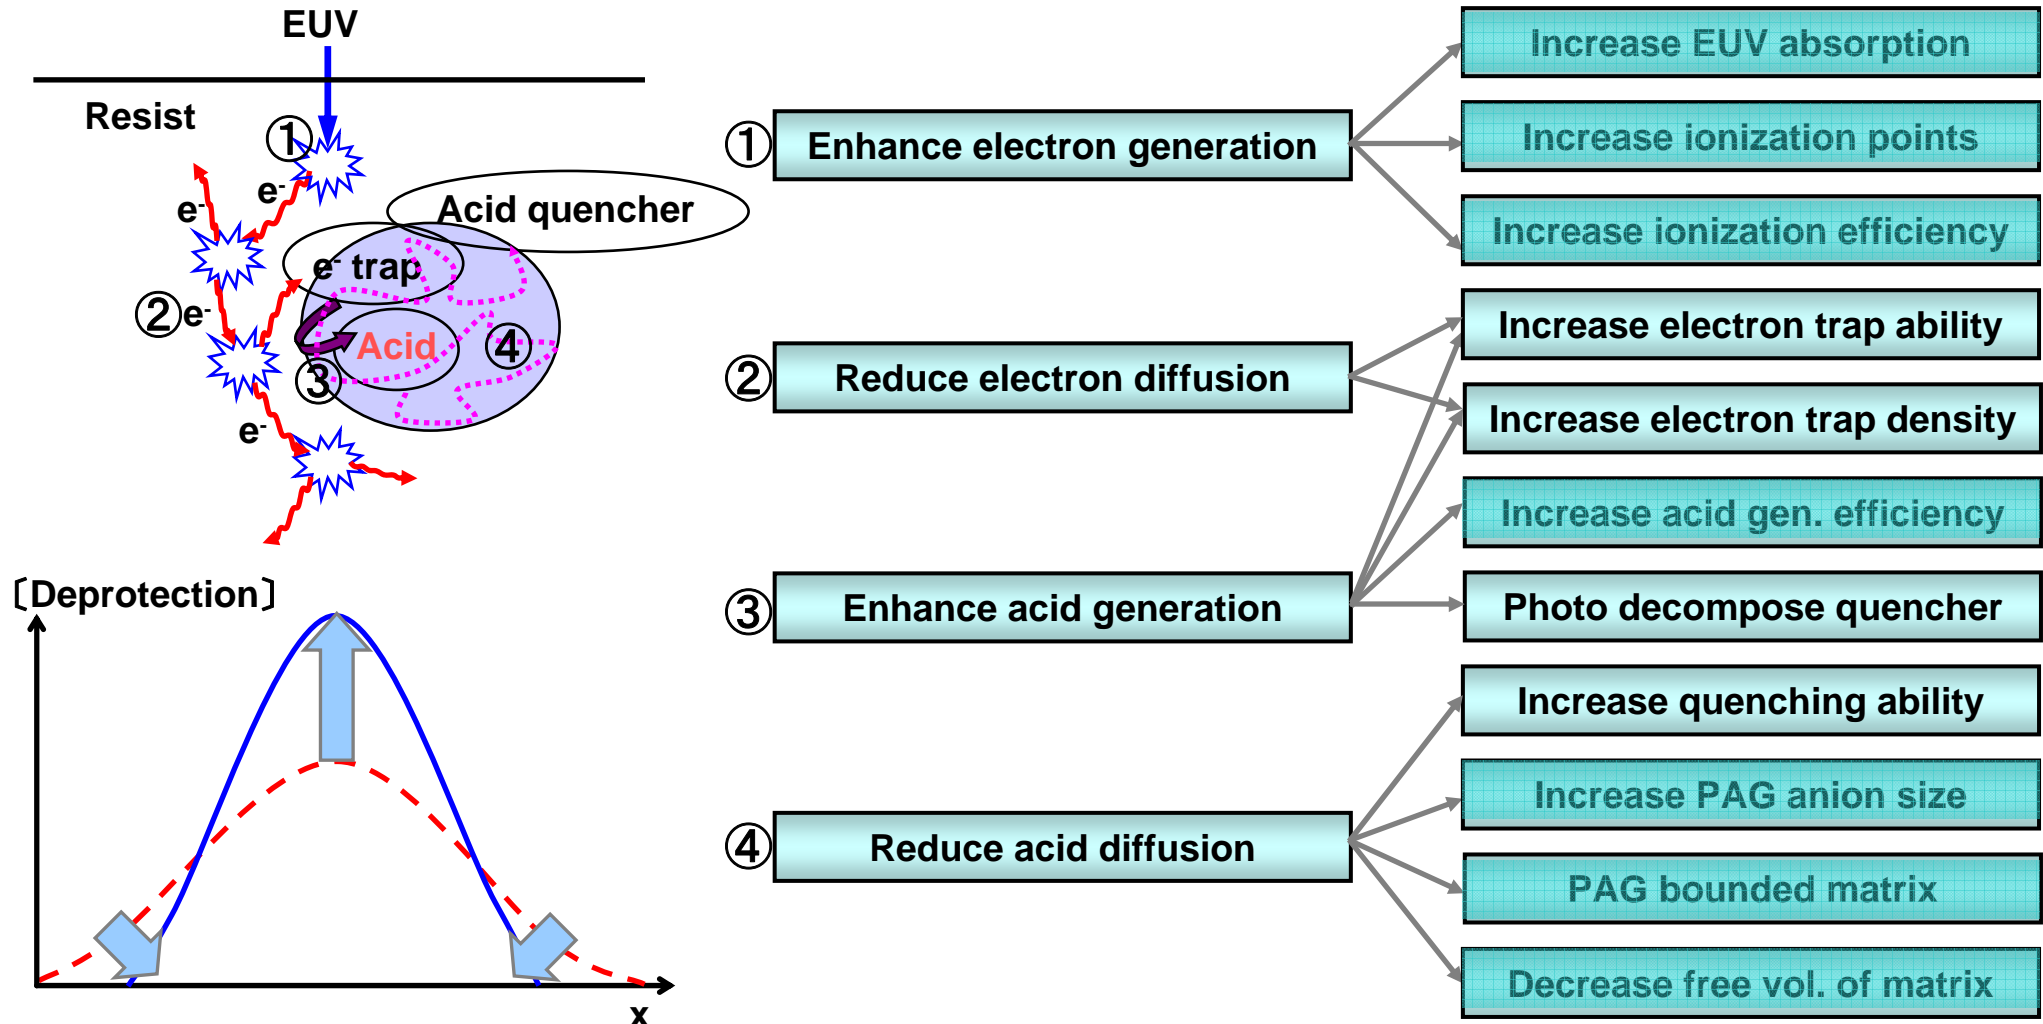 EUV
Resist
①
e-
e-
Acid quencher
e- trap
② e-
Acid
④
③
e-
〔Deprotection〕
x
① Enhance electron generation
② Reduce electron diffusion
③ Enhance acid generation
④ Reduce acid diffusion
Increase EUV absorption
Increase ionization points
Increase ionization efficiency
Increase electron trap ability
Increase electron trap density
Increase acid gen. efficiency
Photo decompose quencher
Increase quenching ability
Increase PAG anion size
PAG bounded matrix
Decrease free vol. of matrix